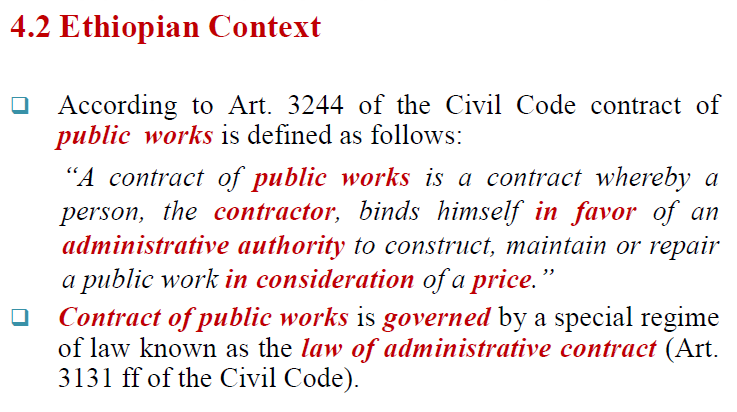 4.2 Ethiopian Context
❑ According to Art. 3244 of the Civil Code contract of
public works is defined as follows:
“A contract of public works is a contract whereby a
person, the contractor, binds himself in favor of an
administrative authority to construct, maintain or repair
a public work in consideration of a price.”
❑ Contract of public works is governed by a special regime
of law known as the law of administrative contract (Art.
3131 ff of the Civil Code).